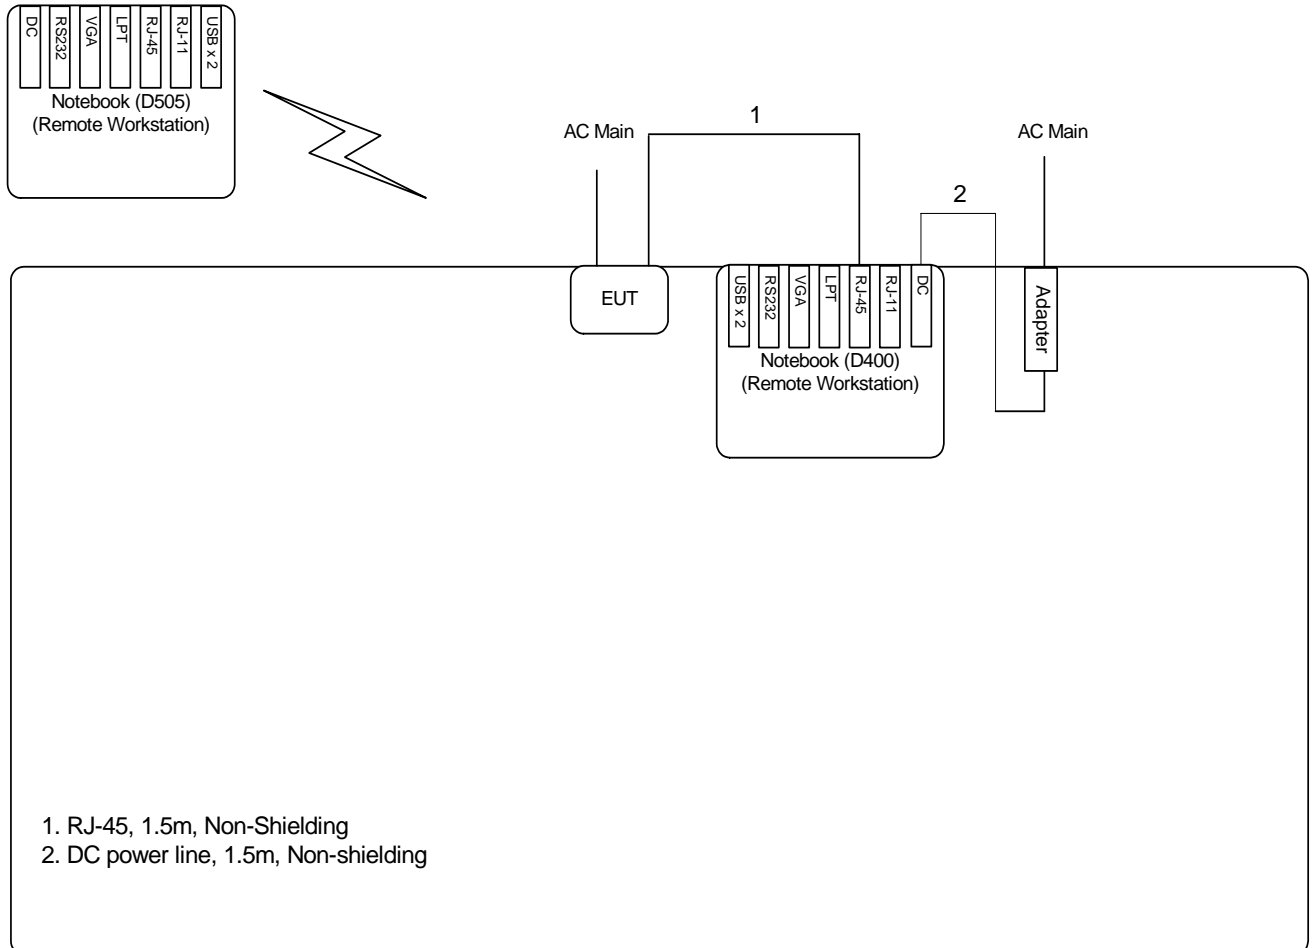 DC
RS232
VGA
LPT
RJ-45
RJ-11
USB x 2
Notebook (D505)
(Remote Workstation)
AC Main
1
AC Main
2
EUT
USB x 2
RS232
VGA
LPT
RJ-45
RJ-11
DC
Notebook (D400)
(Remote Workstation)
Adapter
1. RJ-45, 1.5m, Non-Shielding
2. DC power line, 1.5m, Non-shielding